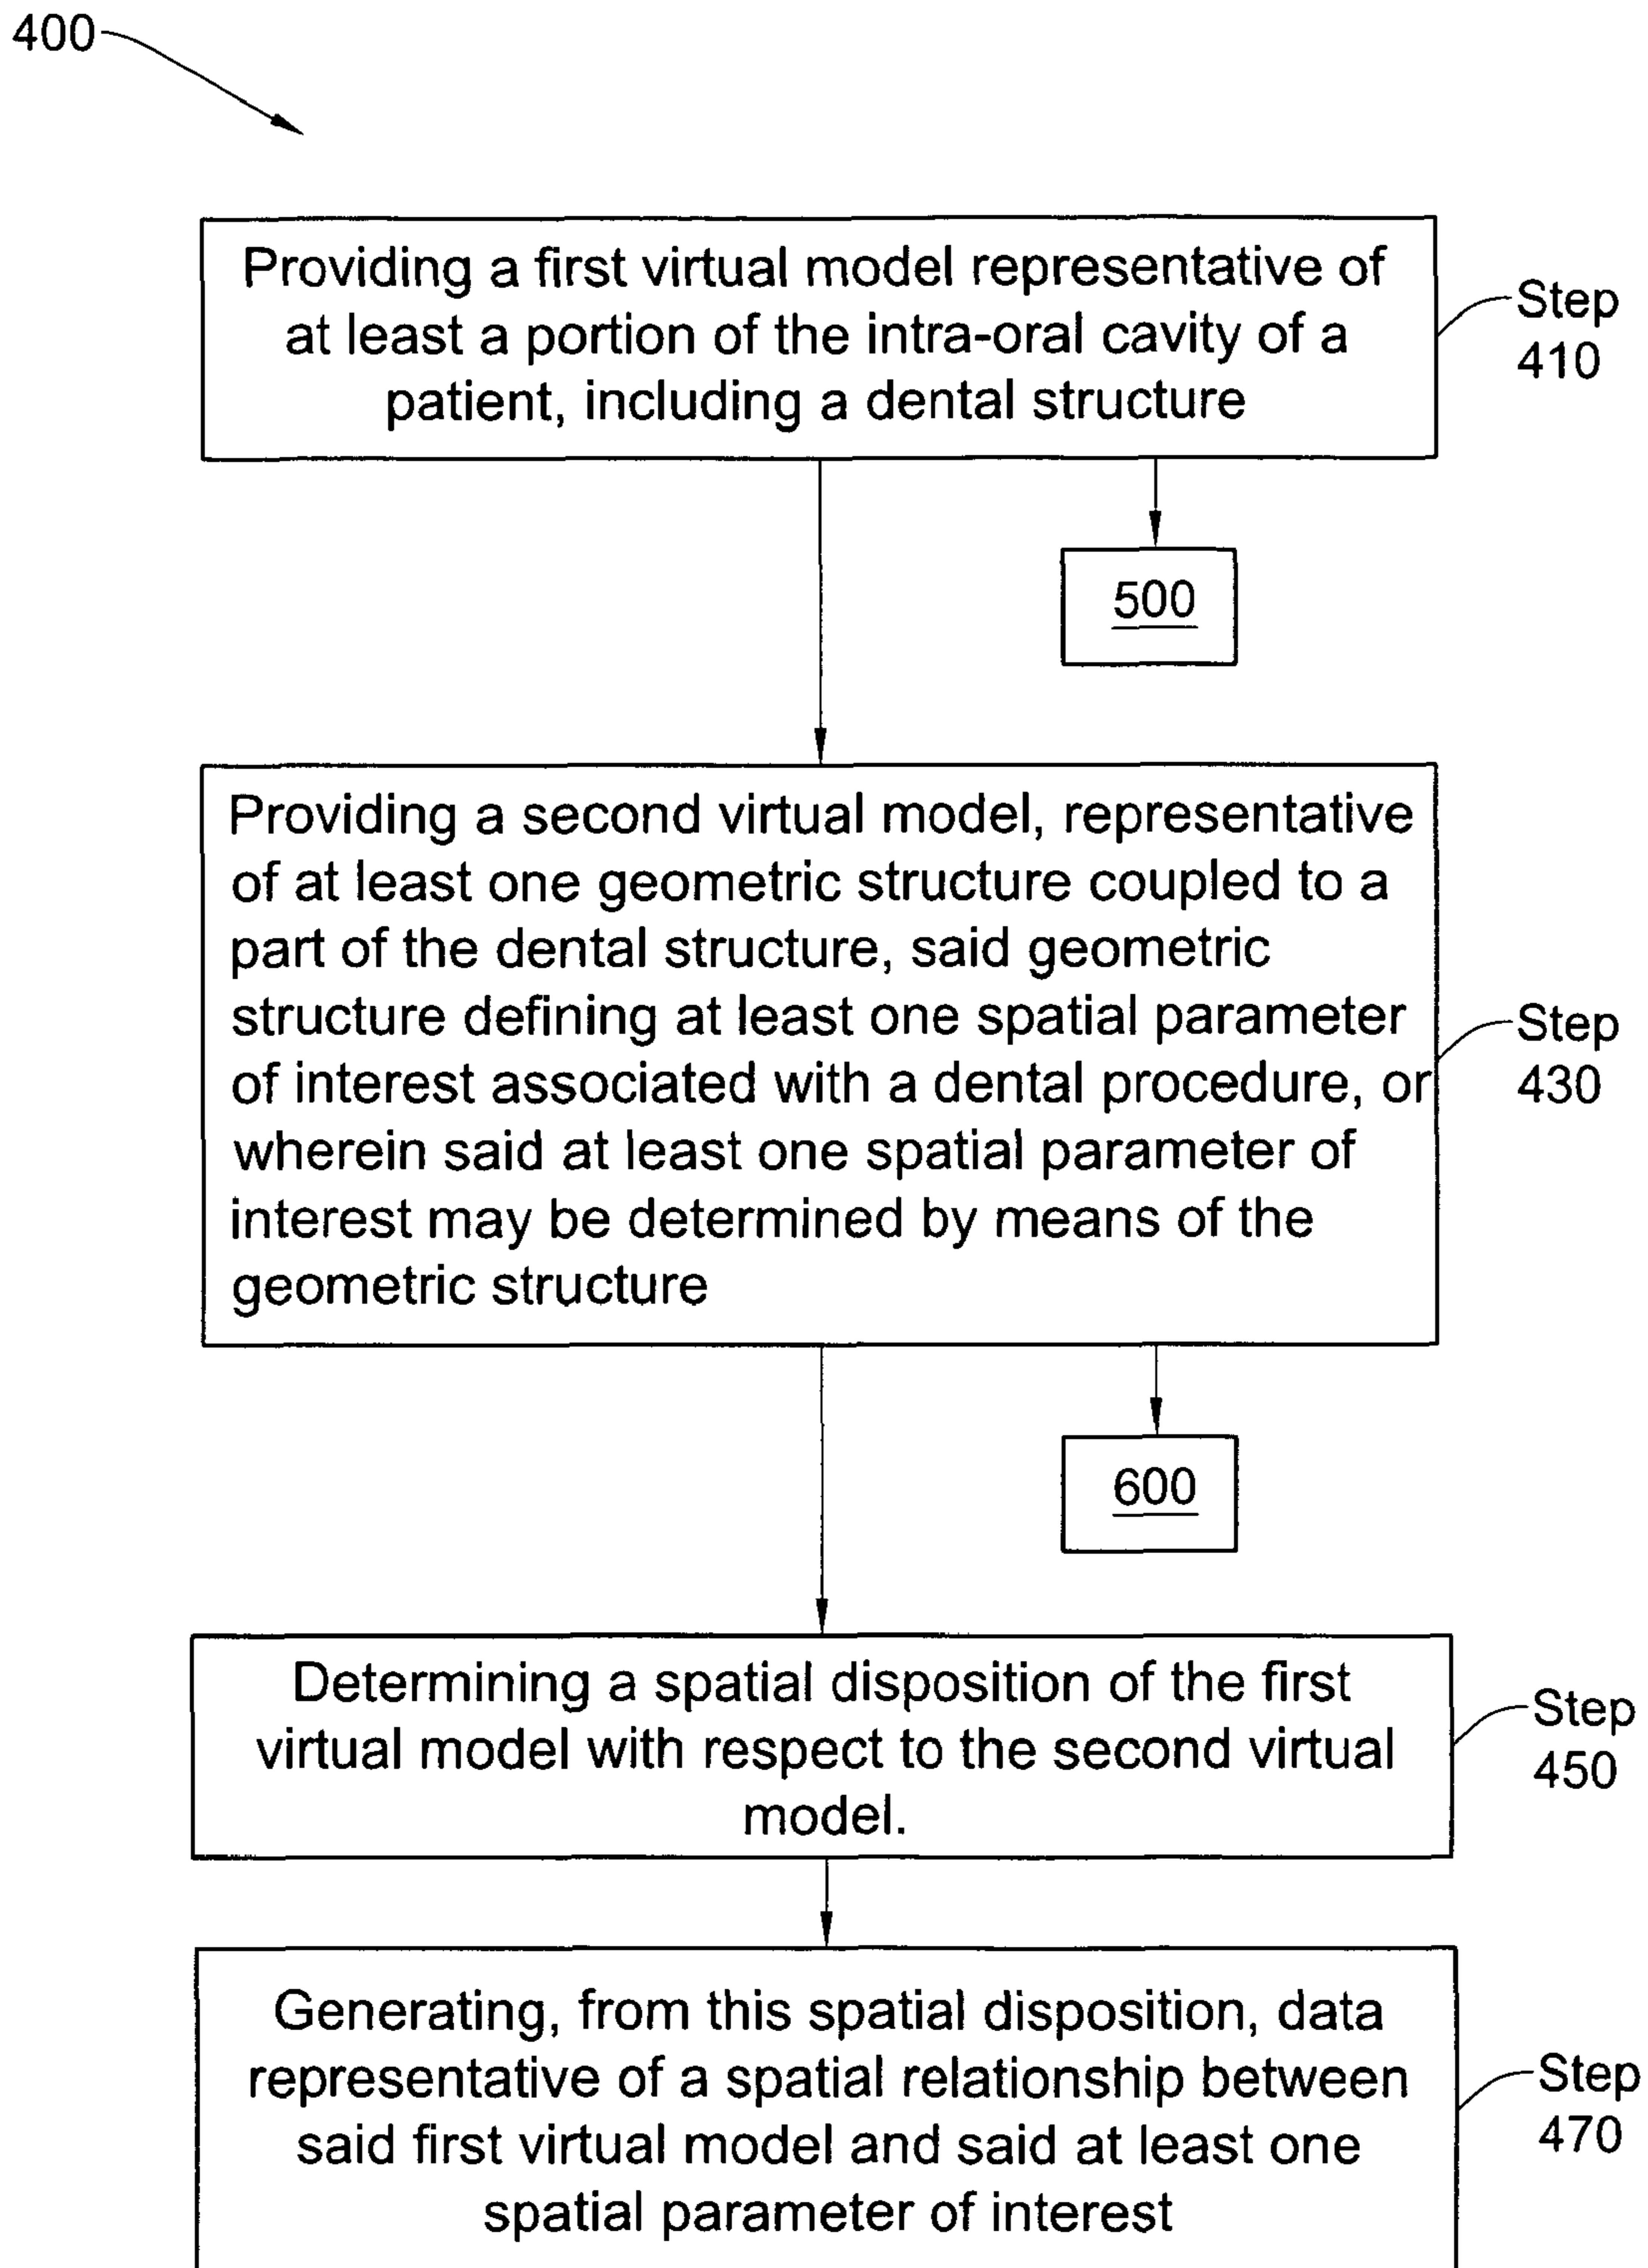 400
Providing a first virtual model representative of
at least a portion of the intra-oral cavity of a
patient, including a dental structure
Step
410
500
Providing a second virtual model, representative
of at least one geometric structure coupled to a
part of the dental structure, said geometric
structure defining at least one spatial parameter
of interest associated with a dental procedure, or
wherein said at least one spatial parameter of
interest may be determined by means of the
geometric structure
Step
430
600
Determining a spatial disposition of the first
virtual model with respect to the second virtual
model.
Step
450
Generating, from this spatial disposition, data
representative of a spatial relationship between
said first virtual model and said at least one
spatial parameter of interest
Step
470